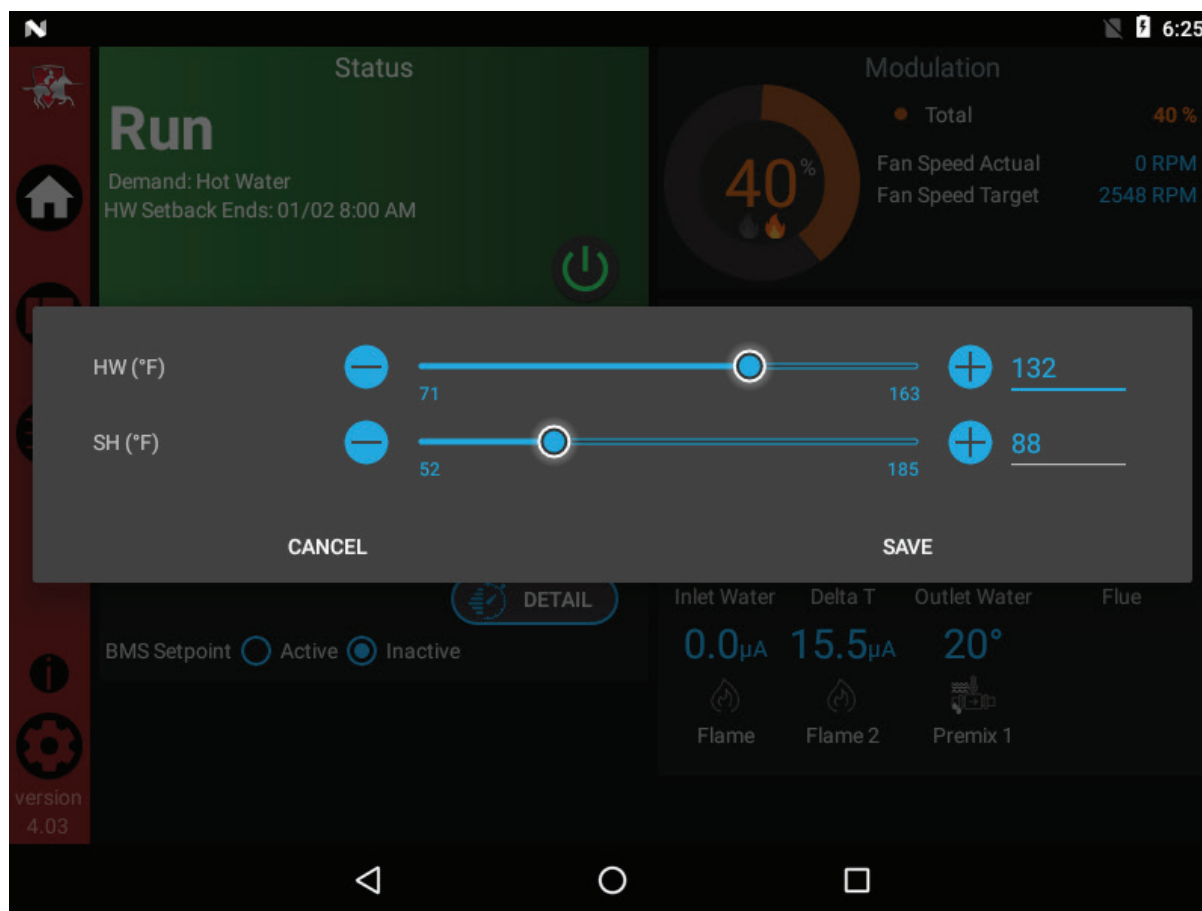 6:25
Status
Run
Demand: Hot Water
HW Setback Ends: 01/02 8:00 AM
Modulation
40%
Total 40 %
Fan Speed Actual 0 RPM
Fan Speed Target 2548 RPM
HW (°F) 132
71 163
SH (°F) 88
52 185
CANCEL SAVE
DETAIL
BMS Setpoint Active Inactive
Inlet Water Delta T Outlet Water Flue
0.0µA 15.5µA 20°
Flame Flame 2 Premix 1
version
4.03